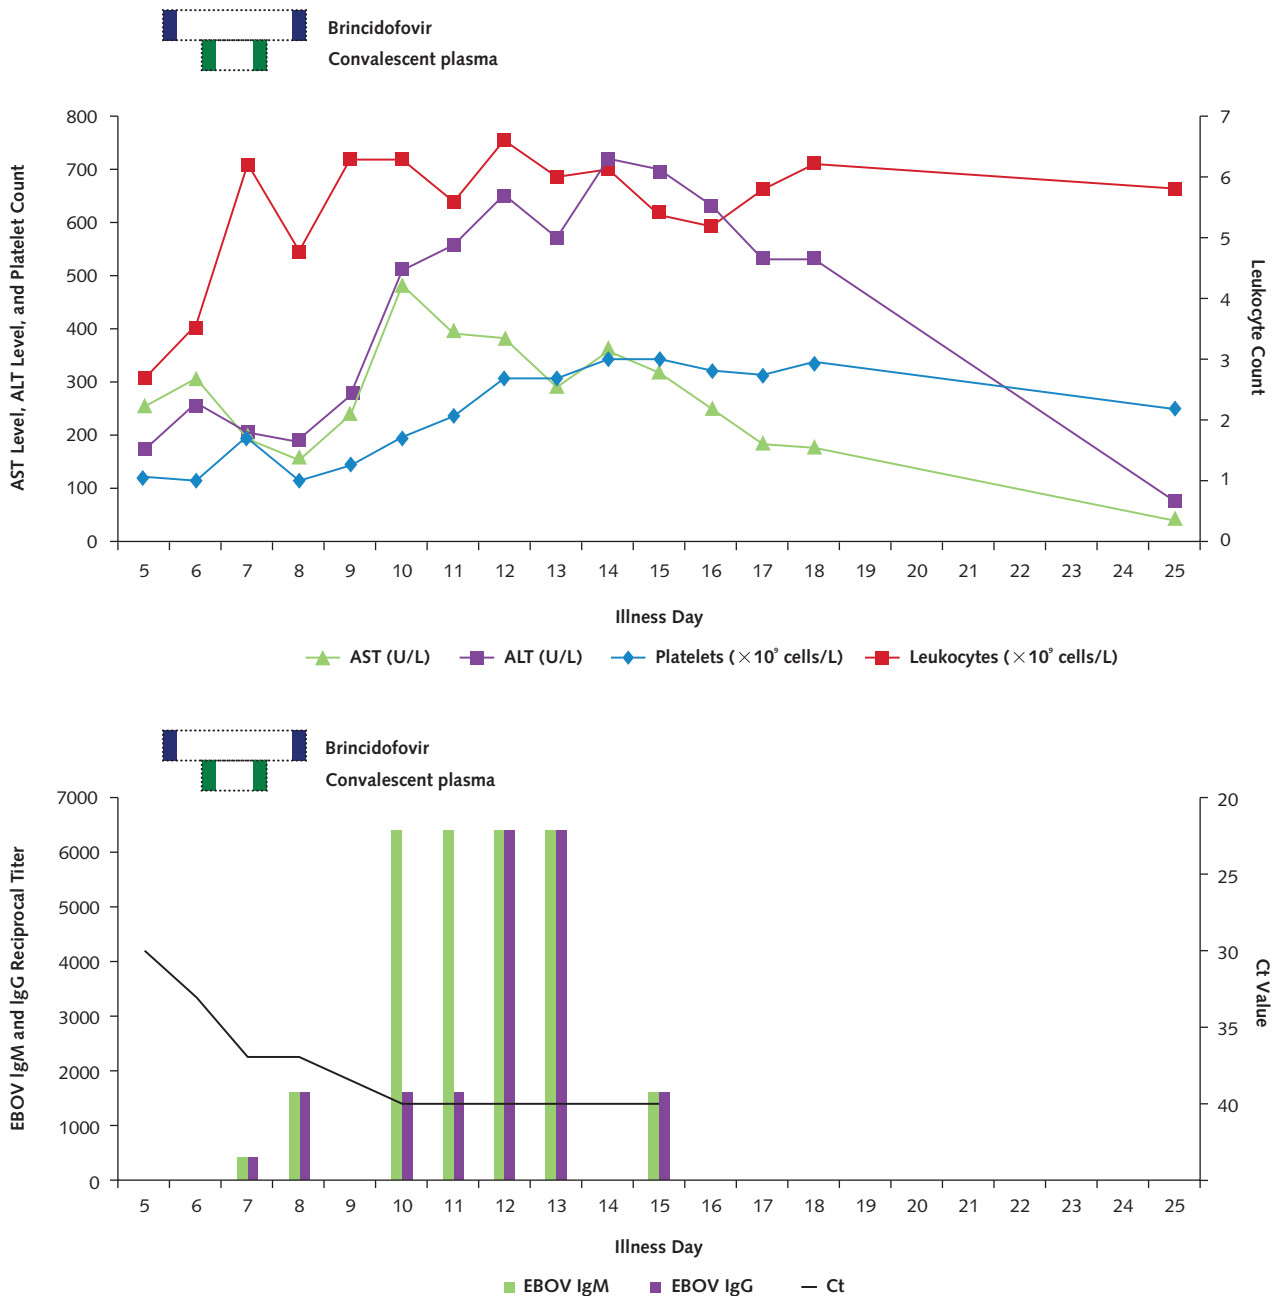 Brincidofovir
Convalescent plasma
AST Level, ALT Level, and Platelet Count
800
700
600
500
400
300
200
100
0
7
6
5
4
3
2
1
0
Leukocyte Count
5 6 7 8 9 10 11 12 13 14 15 16 17 18 19 20 21 22 23 24 25
Illness Day
AST (U/L) ALT (U/L) Platelets (×10⁹ cells/L) Leukocytes (×10⁹ cells/L)
Brincidofovir
Convalescent plasma
EBOV IgM and IgG Reciprocal Titer
7000
6000
5000
4000
3000
2000
1000
0
20
25
30
35
40
Ct Value
5 6 7 8 9 10 11 12 13 14 15 16 17 18 19 20 21 22 23 24 25
Illness Day
EBOV IgM EBOV IgG Ct